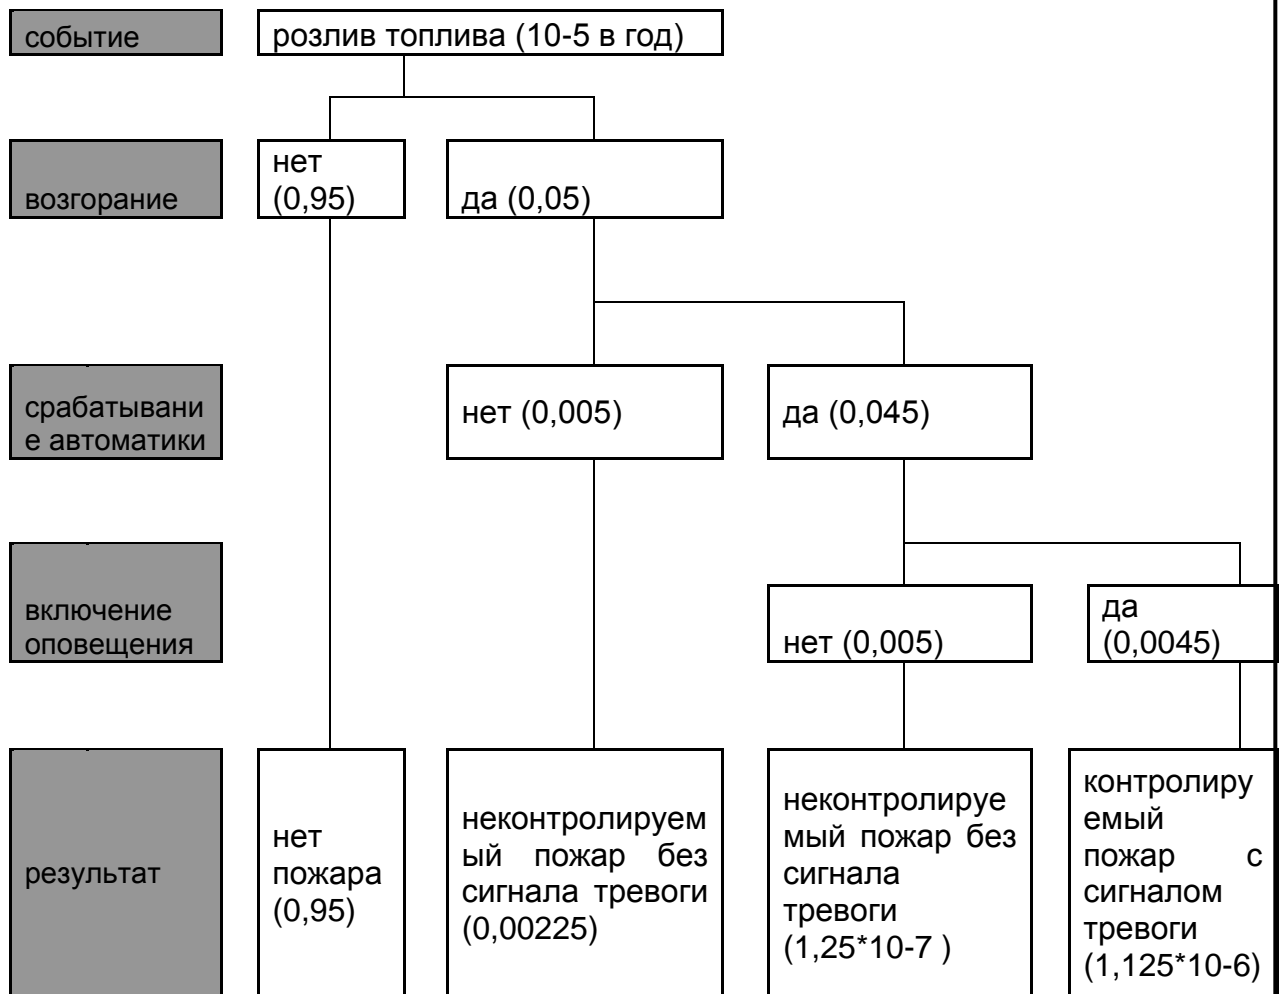 событие
розлив топлива (10-5 в год)
возгорание
нет
(0,95)
да (0,05)
срабатывани
е автоматики
нет (0,005)
да (0,045)
включение
оповещения
нет (0,005)
да
(0,0045)
результат
нет
пожара
(0,95)
неконтролируем
ый пожар без
сигнала тревоги
(0,00225)
неконтролируе
мый пожар без
сигнала
тревоги
(1,25*10-7 )
контролиру
емый
пожар с
сигналом
тревоги
(1,125*10-6)